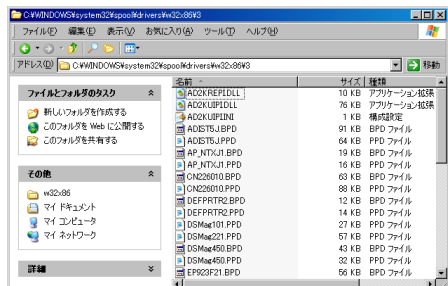 C:¥WINDOWS¥system32¥spool¥drivers¥w32x86¥3
ファイル(F) 編集(E) 表示(V) お気に入り(A) ツール(T) ヘルプ(H)
アドレス(D) C:¥WINDOWS¥system32¥spool¥drivers¥w32x86¥3 移動
名前 サイズ 種類
ファイルとフォルダのタスク
新しいフォルダを作成する
このフォルダを Web に公開する
このフォルダを共有する
その他
w32x86
マイ ドキュメント
マイ コンピュータ
マイ ネットワーク
詳細
AD2KREPI.DLL 10 KB アプリケーション拡張
AD2KUIPI.DLL 76 KB アプリケーション拡張
AD2KUIPI.INI 1 KB 構成設定
ADIST5J.BPD 91 KB BPD ファイル
ADIST5J.PPD 64 KB PPD ファイル
AP_NTXJ1.BPD 19 KB BPD ファイル
AP_NTXJ1.PPD 16 KB PPD ファイル
CN226010.BPD 63 KB BPD ファイル
CN226010.PPD 88 KB PPD ファイル
DEFPRTR2.BPD 12 KB BPD ファイル
DEFPRTR2.PPD 14 KB PPD ファイル
DSMag101.PPD 27 KB PPD ファイル
DSMag221.PPD 57 KB PPD ファイル
DSMag450.BPD 43 KB BPD ファイル
DSMag450.PPD 32 KB PPD ファイル
EP923F21.BPD 56 KB BPD ファイル